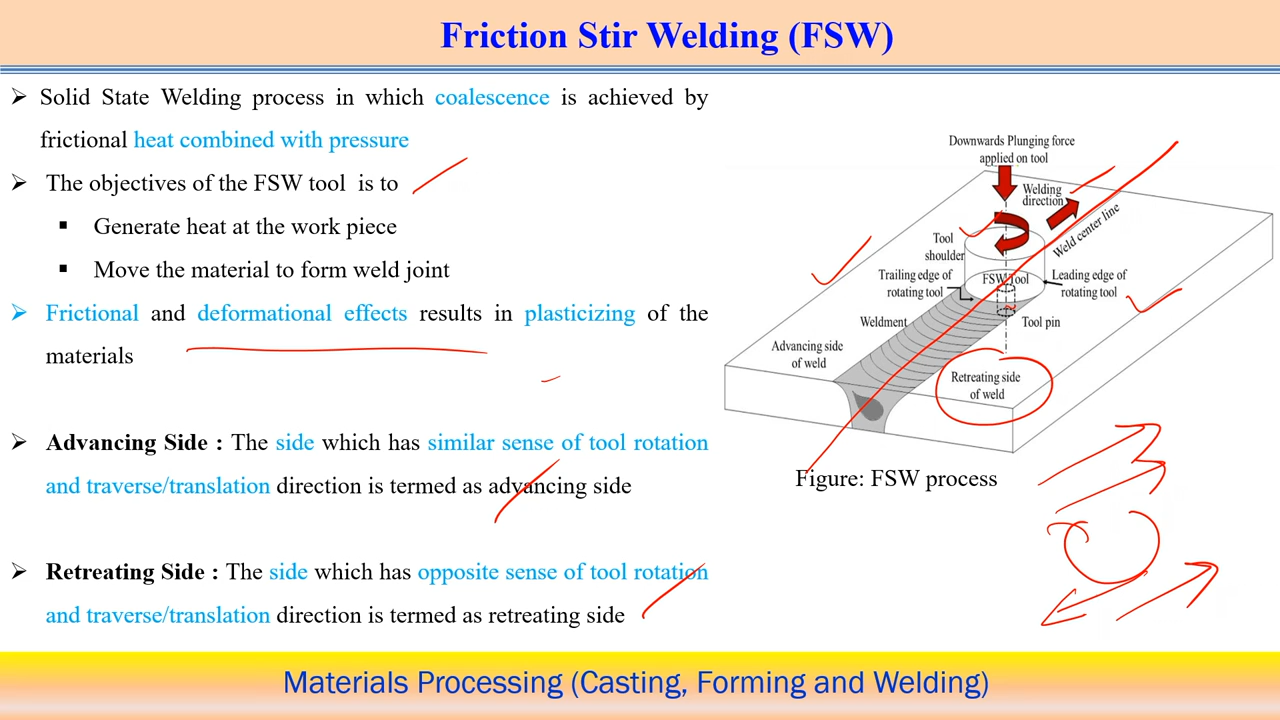 Friction Stir Welding (FSW)
➢ Solid State Welding process in which coalescence is achieved by
frictional heat combined with pressure
➢ The objectives of the FSW tool is to
▪ Generate heat at the work piece
▪ Move the material to form weld joint
➢ Frictional and deformational effects results in plasticizing of the
materials
➢ Advancing Side : The side which has similar sense of tool rotation
and traverse/translation direction is termed as advancing side
➢ Retreating Side : The side which has opposite sense of tool rotation
and traverse/translation direction is termed as retreating side
Downwards Plunging force
applied on tool
Welding
direction
Weld center line
Tool
shoulder
Trailing edge of
rotating tool
FSW Tool
Leading edge of
rotating tool
Weldment
Tool pin
Advancing side
of weld
Retreating side
of weld
Figure: FSW process
Materials Processing (Casting, Forming and Welding)